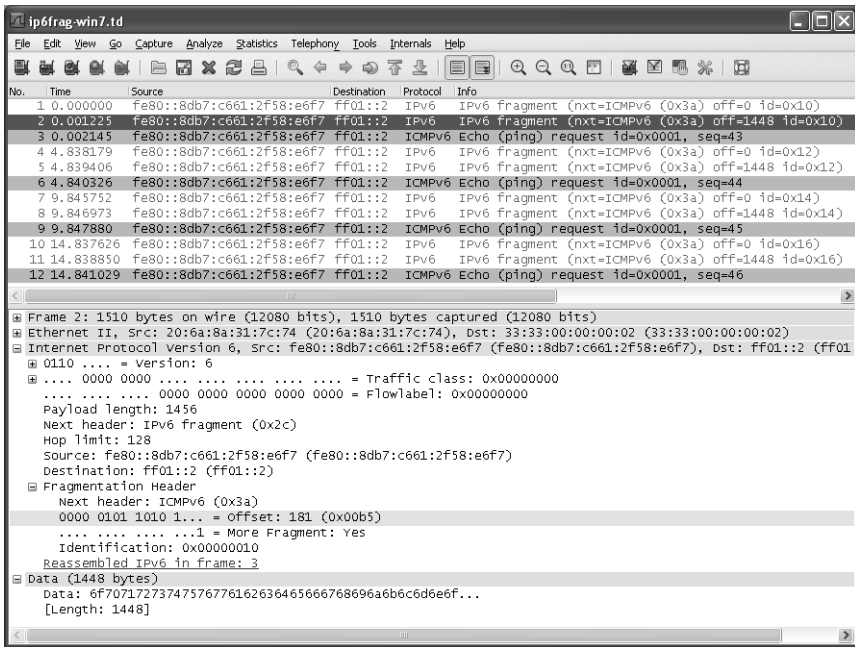 ip6frag-win7.td
File Edit View Go Capture Analyze Statistics Telephony Tools Internals Help
No. Time Source Destination Protocol Info
1 0.000000 fe80::8db7:c661:2f58:e6f7 ff01::2 IPv6 IPv6 fragment (nxt=ICMPv6 (0x3a) off=0 id=0x10)
2 0.001225 fe80::8db7:c661:2f58:e6f7 ff01::2 IPv6 IPv6 fragment (nxt=ICMPv6 (0x3a) off=1448 id=0x10)
3 0.002145 fe80::8db7:c661:2f58:e6f7 ff01::2 ICMPv6 Echo (ping) request id=0x0001, seq=43
4 4.838179 fe80::8db7:c661:2f58:e6f7 ff01::2 IPv6 IPv6 fragment (nxt=ICMPv6 (0x3a) off=0 id=0x12)
5 4.839406 fe80::8db7:c661:2f58:e6f7 ff01::2 IPv6 IPv6 fragment (nxt=ICMPv6 (0x3a) off=1448 id=0x12)
6 4.840326 fe80::8db7:c661:2f58:e6f7 ff01::2 ICMPv6 Echo (ping) request id=0x0001, seq=44
7 9.845752 fe80::8db7:c661:2f58:e6f7 ff01::2 IPv6 IPv6 fragment (nxt=ICMPv6 (0x3a) off=0 id=0x14)
8 9.846973 fe80::8db7:c661:2f58:e6f7 ff01::2 IPv6 IPv6 fragment (nxt=ICMPv6 (0x3a) off=1448 id=0x14)
9 9.847880 fe80::8db7:c661:2f58:e6f7 ff01::2 ICMPv6 Echo (ping) request id=0x0001, seq=45
10 14.837626 fe80::8db7:c661:2f58:e6f7 ff01::2 IPv6 IPv6 fragment (nxt=ICMPv6 (0x3a) off=0 id=0x16)
11 14.838850 fe80::8db7:c661:2f58:e6f7 ff01::2 IPv6 IPv6 fragment (nxt=ICMPv6 (0x3a) off=1448 id=0x16)
12 14.841029 fe80::8db7:c661:2f58:e6f7 ff01::2 ICMPv6 Echo (ping) request id=0x0001, seq=46
Frame 2: 1510 bytes on wire (12080 bits), 1510 bytes captured (12080 bits)
Ethernet II, Src: 20:6a:8a:31:7c:74 (20:6a:8a:31:7c:74), Dst: 33:33:00:00:00:02 (33:33:00:00:00:02)
Internet Protocol Version 6, Src: fe80::8db7:c661:2f58:e6f7 (fe80::8db7:c661:2f58:e6f7), Dst: ff01::2 (ff01
0110 .... = Version: 6
.... 0000 0000 .... .... .... .... .... = Traffic class: 0x00000000
.... .... .... 0000 0000 0000 0000 0000 = Flowlabel: 0x00000000
Payload length: 1456
Next header: IPv6 fragment (0x2c)
Hop limit: 128
Source: fe80::8db7:c661:2f58:e6f7 (fe80::8db7:c661:2f58:e6f7)
Destination: ff01::2 (ff01::2)
Fragmentation Header
Next header: ICMPv6 (0x3a)
0000 0101 1010 1... = Offset: 181 (0x00b5)
.... .... .... ...1 = More Fragment: Yes
Identification: 0x00000010
Reassembled IPv6 in frame: 3
Data (1448 bytes)
Data: 6f7071727374757677616263646566676869​6a6b6c6d6e6f...
[Length: 1448]